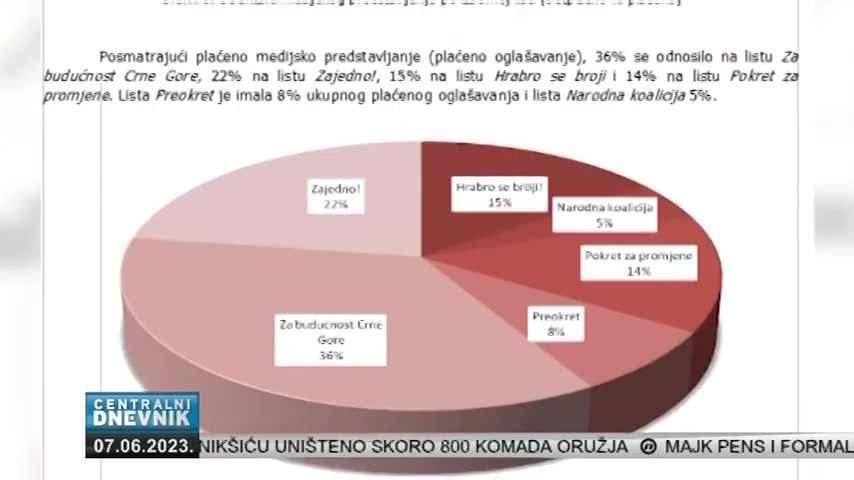 Posmatrajući plaćeno medijsko predstavljanje (plaćeno oglašavanje), 36% se odnosilo na listu Za
budućnost Crne Gore, 22% na listu Zajedno!, 15% na listu Hrabro se broji i 14% na listu Pokret za
promjene. Lista Preokret je imala 8% ukupnog plaćenog oglašavanja i lista Narodna koalicija 5%.
Zajedno!
22%
Hrabro se broji!
15%
Narodna koalicija
5%
Pokret za promjene
14%
Preokret
8%
Za budućnost Crne
Gore
36%
CENTRALNI
DNEVNIK
07.06.2023. NIKŠIĆU UNIŠTENO SKORO 800 KOMADA ORUŽJA MAJK PENS I FORMAL